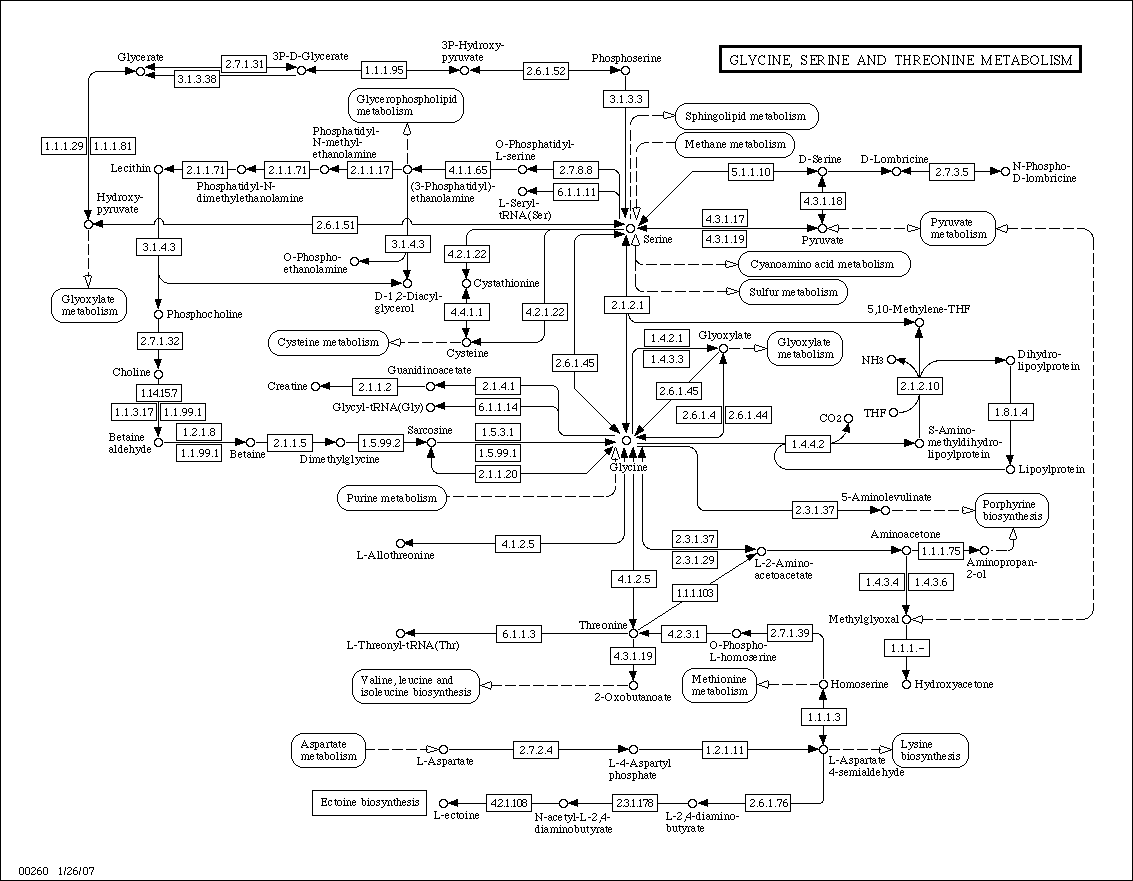 GLYCINE, SERINE AND THREONINE METABOLISM
Glycerate
2.7.1.31
3.1.3.38
3P-D-Glycerate
1.1.1.95
3P-Hydroxy-
pyruvate
2.6.1.52
Phosphoserine
3.1.3.3
Glycerophospholipid
metabolism
Sphingolipid metabolism
Methane metabolism
1.1.1.29
1.1.1.81
Lecithin
2.1.1.71
Phosphatidyl-N-
dimethylethanolamine
2.1.1.71
Phosphatidyl-
N-methyl-
ethanolamine
2.1.1.17
(3-Phosphatidyl)-
ethanolamine
4.1.1.65
O-Phosphatidyl-
L-serine
2.7.8.8
6.1.1.11
L-Seryl-
tRNA(Ser)
5.1.1.10
D-Serine
D-Lombricine
2.7.3.5
N-Phospho-
D-lombricine
4.3.1.18
Hydroxy-
pyruvate
2.6.1.51
Serine
4.3.1.17
4.3.1.19
Pyruvate
Pyruvate
metabolism
3.1.4.3
3.1.4.3
O-Phospho-
ethanolamine
4.2.1.22
Cyanoamino acid metabolism
Sulfur metabolism
Glyoxylate
metabolism
D-1,2-Diacyl-
glycerol
Cystathionine
4.4.1.1
4.2.1.22
2.1.2.1
Phosphocholine
5,10-Methylene-THF
2.7.1.32
Cysteine metabolism
Cysteine
2.6.1.45
1.4.2.1
1.4.3.3
Glyoxylate
Glyoxylate
metabolism
NH3
Dihydro-
lipoylprotein
Choline
Guanidinoacetate
Creatine
2.1.1.2
2.1.4.1
2.6.1.45
2.1.2.10
1.14.15.7
Glycyl-tRNA(Gly)
6.1.1.14
2.6.1.4
2.6.1.44
THF
1.8.1.4
1.1.3.17
1.1.99.1
CO2
Betaine
aldehyde
1.2.1.8
1.1.99.1
Betaine
2.1.1.5
Dimethylglycine
1.5.99.2
Sarcosine
1.5.3.1
1.5.99.1
2.1.1.20
Glycine
1.4.4.2
S-Amino-
methyldihydro-
lipoylprotein
Lipoylprotein
Purine metabolism
2.3.1.37
5-Aminolevulinate
Porphyrine
biosynthesis
L-Allothreonine
4.1.2.5
2.3.1.37
2.3.1.29
L-2-Amino-
acetoacetate
Aminoacetone
1.1.1.75
Aminopropan-
2-ol
4.1.2.5
1.1.1.103
1.4.3.4
1.4.3.6
Methylglyoxal
L-Threonyl-tRNA(Thr)
6.1.1.3
Threonine
4.2.3.1
O-Phospho-
L-homoserine
2.7.1.39
1.1.1.-
4.3.1.19
Valine, leucine and
isoleucine biosynthesis
2-Oxobutanoate
Methionine
metabolism
Homoserine
Hydroxyacetone
1.1.1.3
Aspartate
metabolism
L-Aspartate
2.7.2.4
L-4-Aspartyl
phosphate
1.2.1.11
L-Aspartate
4-semialdehyde
Lysine
biosynthesis
Ectoine biosynthesis
L-ectoine
4.2.1.108
N-acetyl-L-2,4-
diaminobutyrate
2.3.1.178
L-2,4-diamino-
butyrate
2.6.1.76
00260 1/26/07